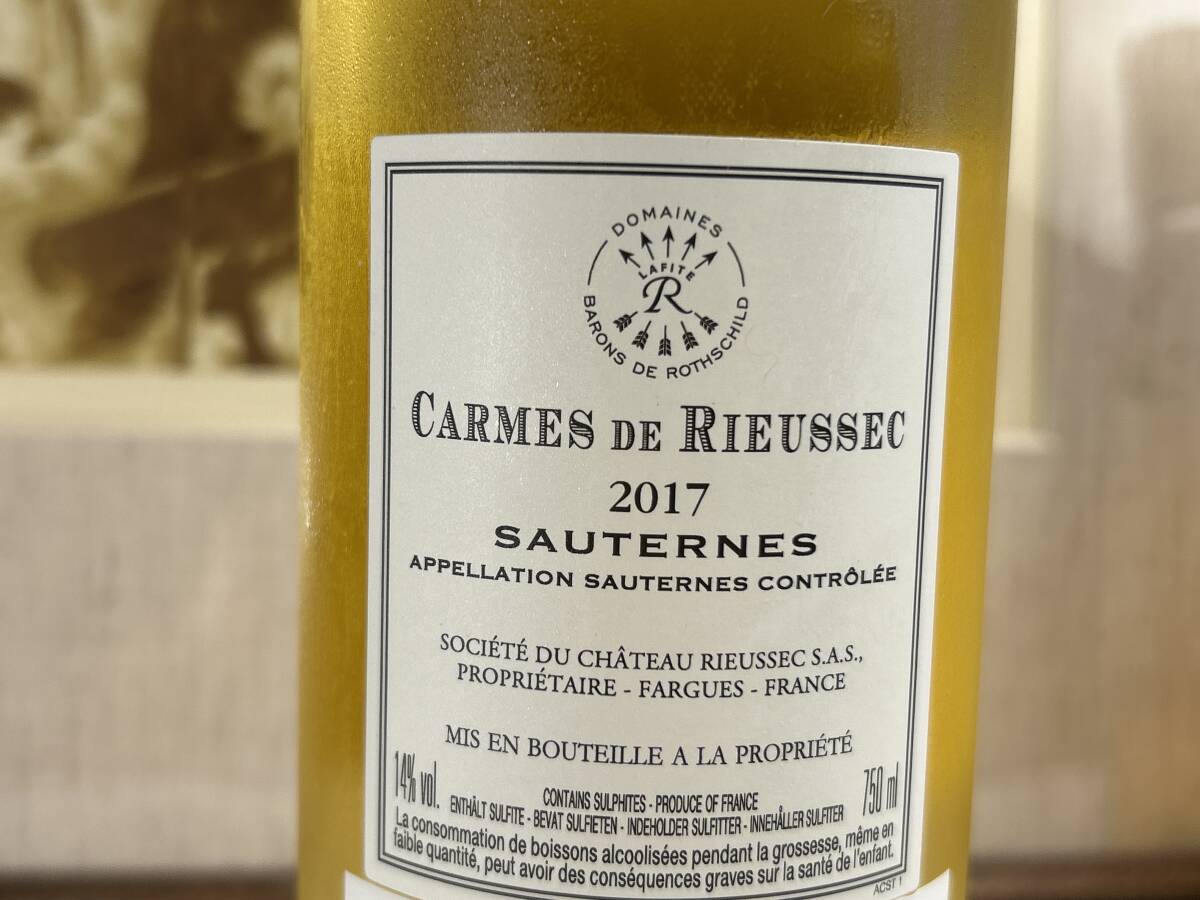 DOMAINES
LAFITE
R
BARONS DE ROTHSCHILD
CARMES DE RIEUSSEC
2017
SAUTERNES
APPELLATION SAUTERNES CONTRÔLÉE
SOCIÉTÉ DU CHÂTEAU RIEUSSEC S.A.S.,
PROPRIÉTAIRE - FARGUES - FRANCE
MIS EN BOUTEILLE A LA PROPRIÉTÉ
14% vol.
CONTAINS SULPHITES - PRODUCE OF FRANCE
750 ml
ENTHÄLT SULFITE - BEVAT SULFIETEN - INDEHOLDER SULFITTER - INNEHÅLLER SULFITER
La consommation de boissons alcoolisées pendant la grossesse, même en
faible quantité, peut avoir des conséquences graves sur la santé de l'enfant.
ACST 1